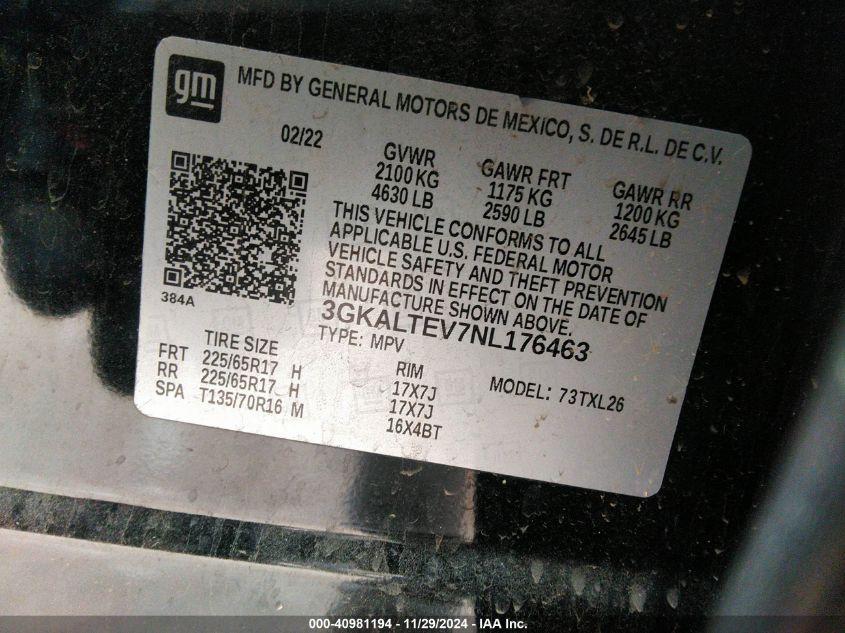 gm
MFD BY GENERAL MOTORS DE MEXICO, S. DE R.L. DE C.V.
02/22
GVWR GAWR FRT GAWR RR
2100 KG 1175 KG 1200 KG
4630 LB 2590 LB 2645 LB
THIS VEHICLE CONFORMS TO ALL
APPLICABLE U.S. FEDERAL MOTOR
VEHICLE SAFETY AND THEFT PREVENTION
STANDARDS IN EFFECT ON THE DATE OF
MANUFACTURE SHOWN ABOVE.
384A
3GKALTEV7NL176463
TYPE: MPV
MODEL: 73TXL26
TIRE SIZE RIM
FRT 225/65R17 H 17X7J
RR 225/65R17 H 17X7J
SPA T135/70R16 M 16X4BT
000-40981194 - 11/29/2024 - IAA Inc.